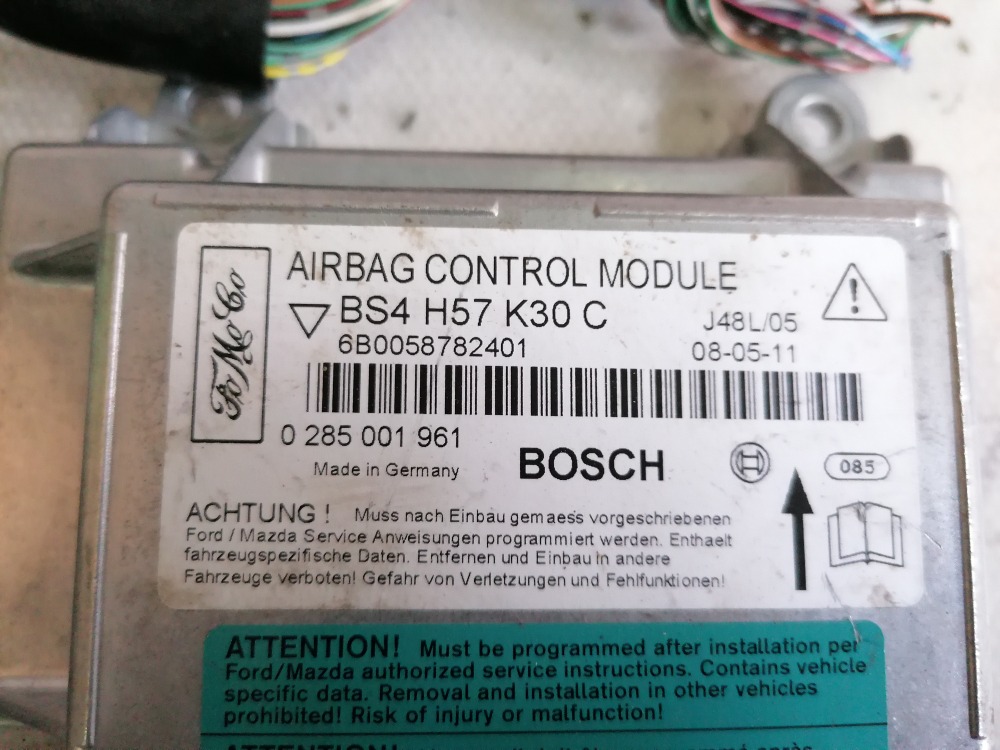 FoMoCo
AIRBAG CONTROL MODULE
BS4 H57 K30 C
J48L/05
6B0058782401
08-05-11
0 285 001 961
Made in Germany
BOSCH
085
ACHTUNG ! Muss nach Einbau gemaess vorgeschriebenen
Ford / Mazda Service Anweisungen programmiert werden. Enthaelt
fahrzeugspezifische Daten. Entfernen und Einbau in andere
Fahrzeuge verboten! Gefahr von Verletzungen und Fehlfunktionen!
ATTENTION! Must be programmed after installation per
Ford/Mazda authorized service instructions. Contains vehicle
specific data. Removal and installation in other vehicles
prohibited! Risk of injury or malfunction!
ATTENTION!